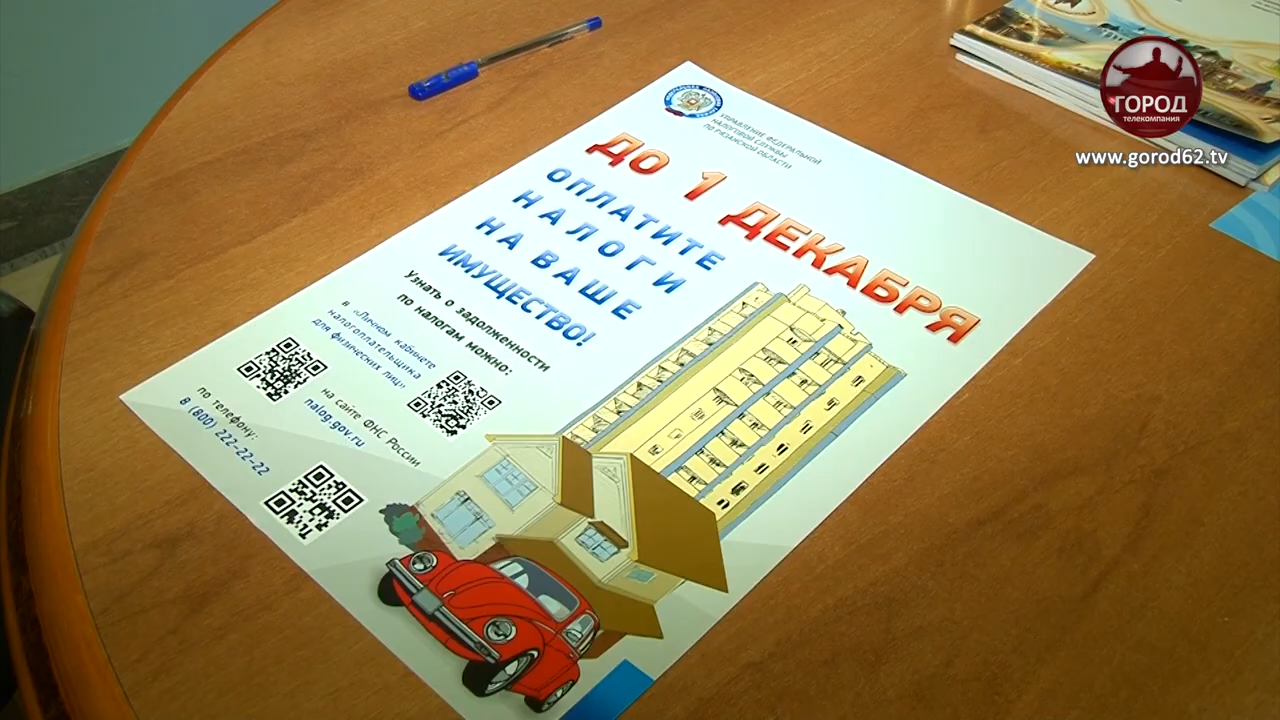 ГОРОД
телекомпания
www.gorod62.tv
УПРАВЛЕНИЕ ФЕДЕРАЛЬНОЙ
НАЛОГОВОЙ СЛУЖБЫ
ПО РЯЗАНСКОЙ ОБЛАСТИ
ДО 1 ДЕКАБРЯ
ОПЛАТИТЕ
НАЛОГИ
НА ВАШЕ
ИМУЩЕСТВО!
Узнать о задолженности
по налогам можно:
в «Личном кабинете
налогоплательщика
для физических лиц»
на сайте ФНС России
nalog.gov.ru
по телефону:
8 (800) 222-22-22